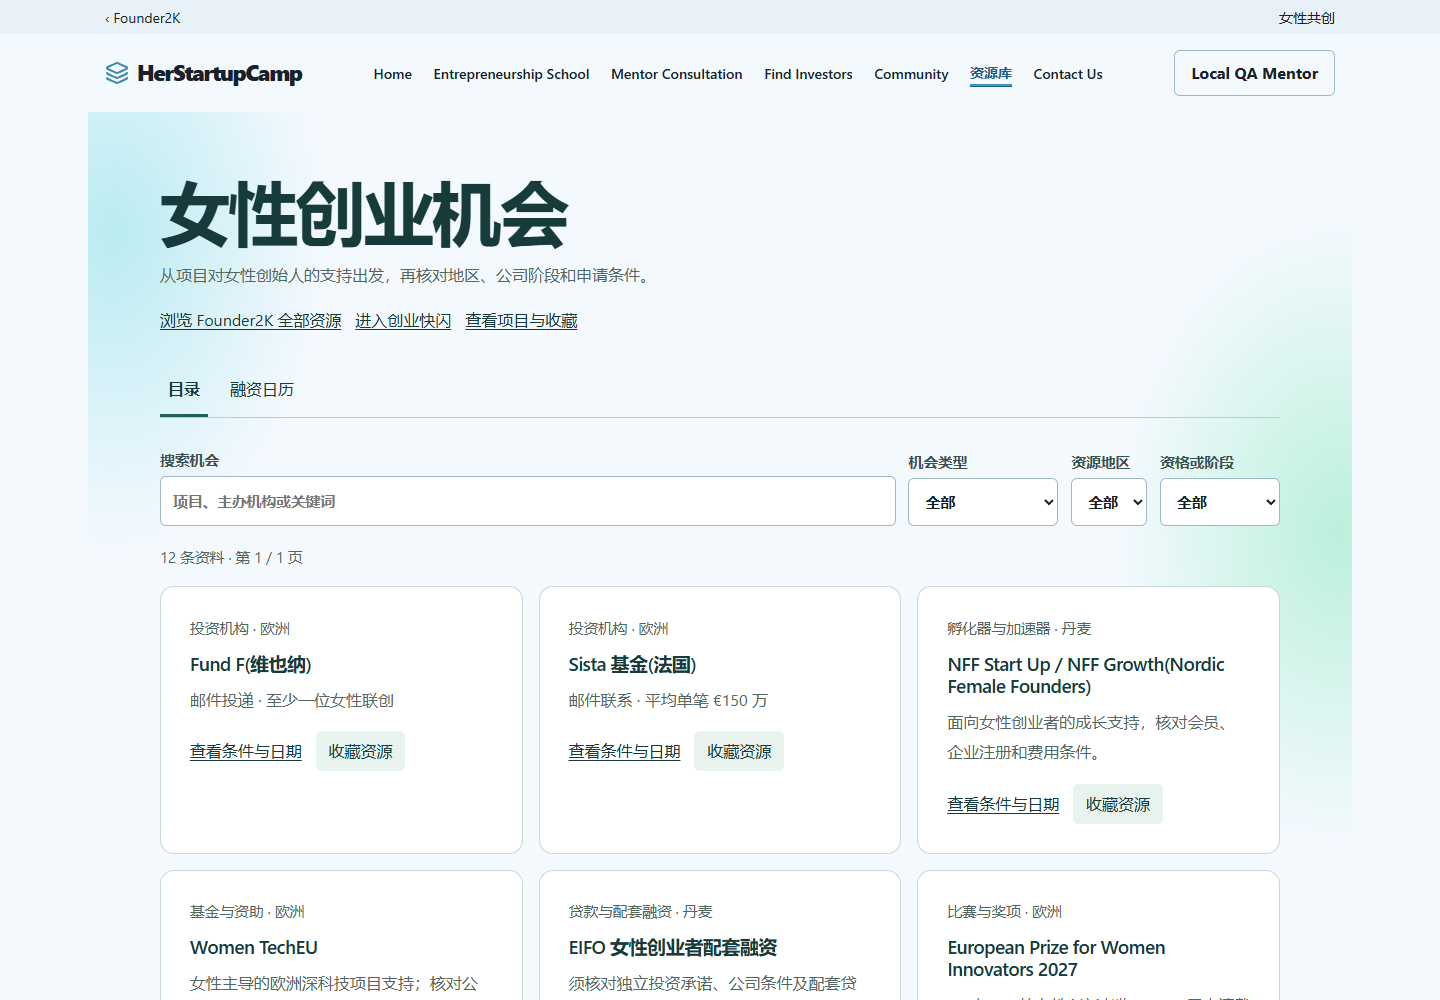 ‹ Founder2K
女性共创
HerStartupCamp
Home
Entrepreneurship School
Mentor Consultation
Find Investors
Community
资源库
Contact Us
Local QA Mentor
女性创业机会
从项目对女性创始人的支持出发，再核对地区、公司阶段和申请条件。
浏览 Founder2K 全部资源
进入创业快闪
查看项目与收藏
目录
融资日历
搜索机会
机会类型
资源地区
资格或阶段
项目、主办机构或关键词
全部
全部
全部
12 条资料 · 第 1 / 1 页
投资机构 · 欧洲
Fund F(维也纳)
邮件投递 · 至少一位女性联创
查看条件与日期
收藏资源
投资机构 · 欧洲
Sista 基金(法国)
邮件联系 · 平均单笔 €150 万
查看条件与日期
收藏资源
孵化器与加速器 · 丹麦
NFF Start Up / NFF Growth(Nordic
Female Founders)
面向女性创业者的成长支持，核对会员、
企业注册和费用条件。
查看条件与日期
收藏资源
基金与资助 · 欧洲
Women TechEU
女性主导的欧洲深科技项目支持；核对公
贷款与配套融资 · 丹麦
EIFO 女性创业者配套融资
须核对独立投资承诺、公司条件及配套贷
比赛与奖项 · 欧洲
European Prize for Women
Innovators 2027